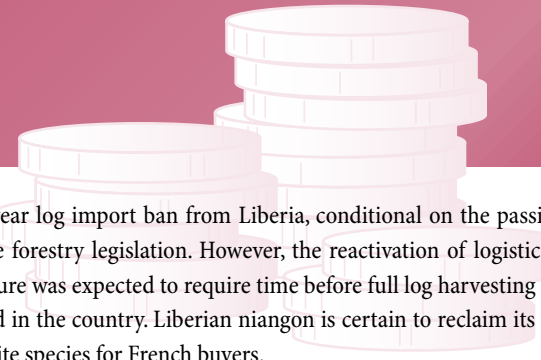 ear log import ban from Liberia, conditional on the passi
e forestry legislation. However, the reactivation of logistic
ure was expected to require time before full log harvesting
d in the country. Liberian niangon is certain to reclaim its
ite species for French buyers.